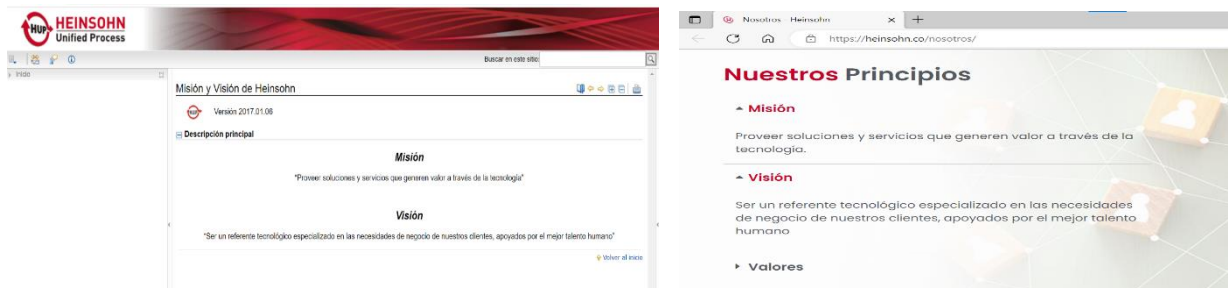 HUP HEINSOHN
Unified Process
Buscar en este sitio:
Inicio
Misión y Visión de Heinsohn
HUP Versión 2017.01.06
Descripción principal
Misión
"Proveer soluciones y servicios que generen valor a través de la tecnología"
Visión
"Ser un referente tecnológico especializado en las necesidades de negocio de nuestros clientes, apoyados por el mejor talento humano"
Volver al inicio
Nosotros - Heinsohn
https://heinsohn.co/nosotros/
Nuestros Principios
Misión
Proveer soluciones y servicios que generen valor a través de la
tecnología.
Visión
Ser un referente tecnológico especializado en las necesidades
de negocio de nuestros clientes, apoyados por el mejor talento
humano
Valores